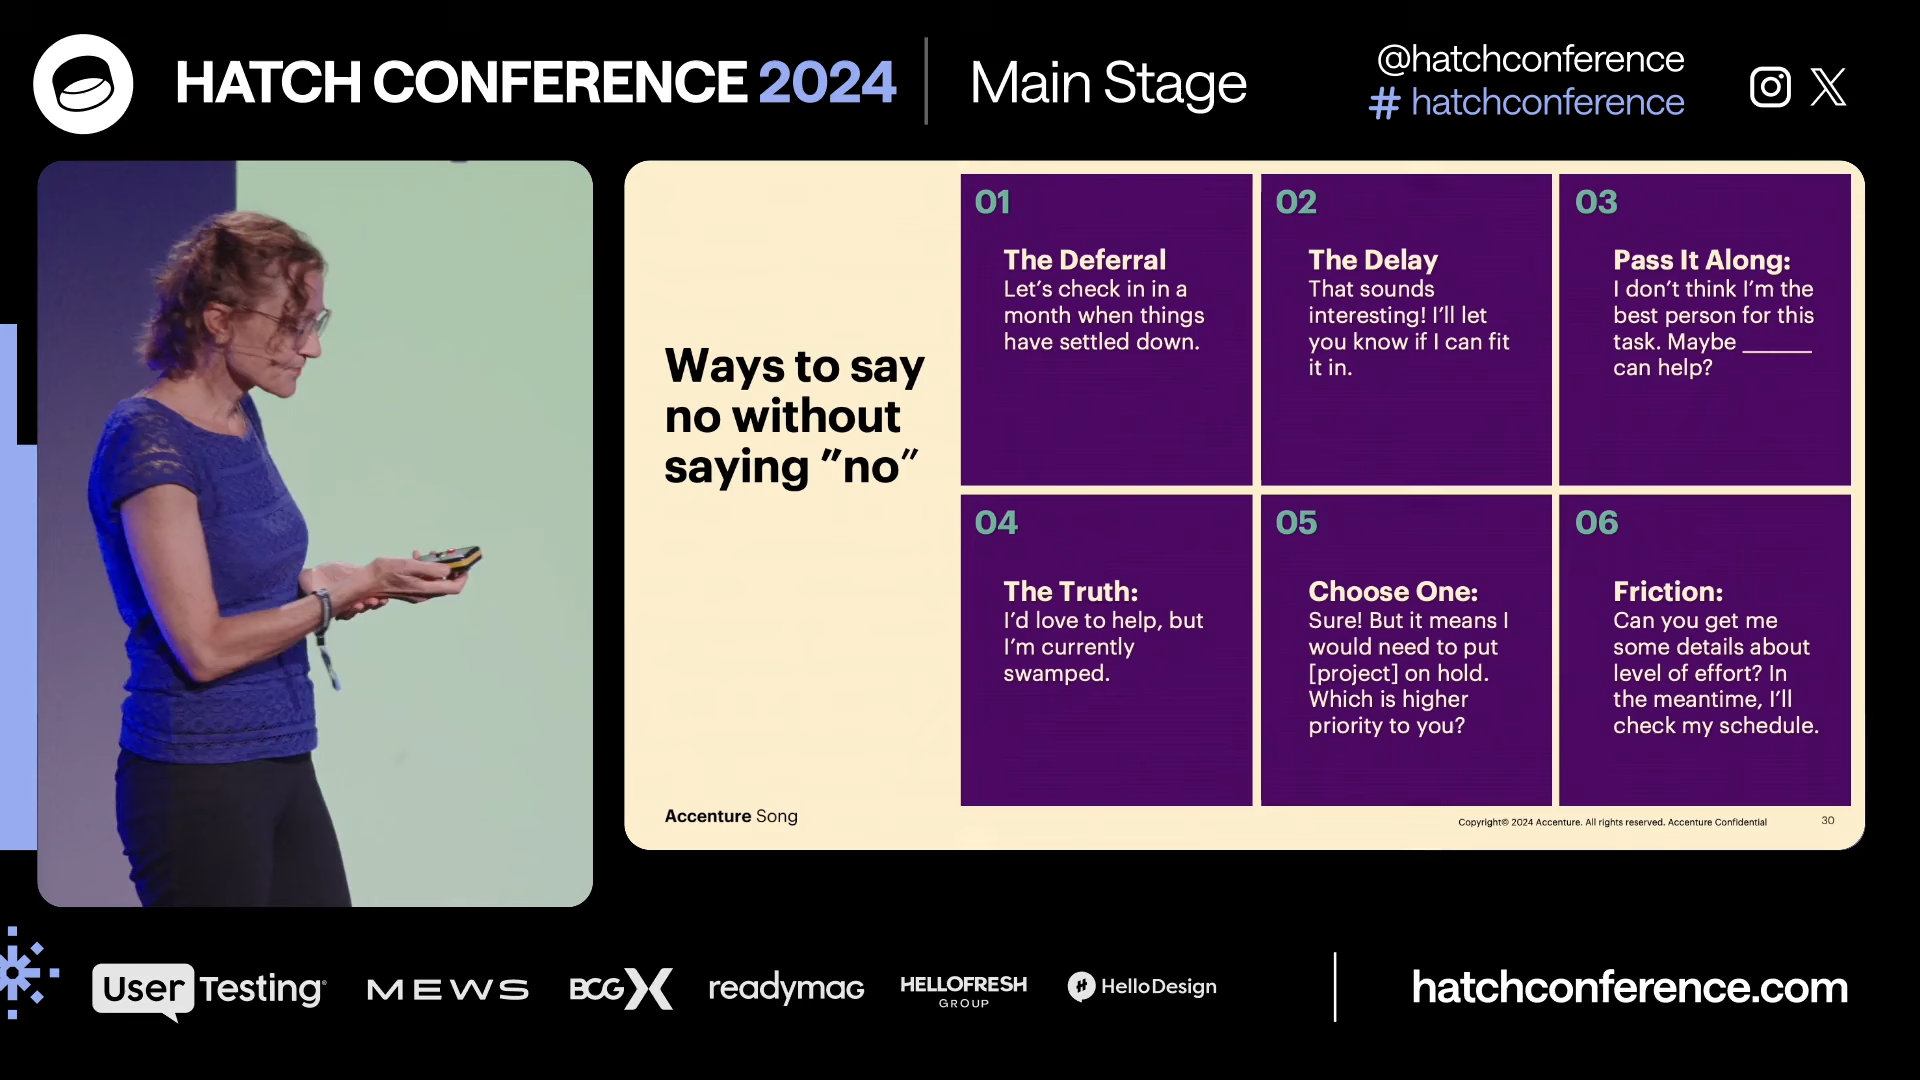 HATCH CONFERENCE 2024
Main Stage
@hatchconference
# hatchconference
Ways to say
no without
saying ”no”
01
The Deferral
Let’s check in in a
month when things
have settled down.
02
The Delay
That sounds
interesting! I’ll let
you know if I can fit
it in.
03
Pass It Along:
I don’t think I’m the
best person for this
task. Maybe ______
can help?
04
The Truth:
I’d love to help, but
I’m currently
swamped.
05
Choose One:
Sure! But it means I
would need to put
[project] on hold.
Which is higher
priority to you?
06
Friction:
Can you get me
some details about
level of effort? In
the meantime, I’ll
check my schedule.
Accenture Song
Copyright© 2024 Accenture. All rights reserved. Accenture Confidential
30
UserTesting
MEWS
BCG X
readymag
HELLOFRESH
GROUP
HelloDesign
hatchconference.com